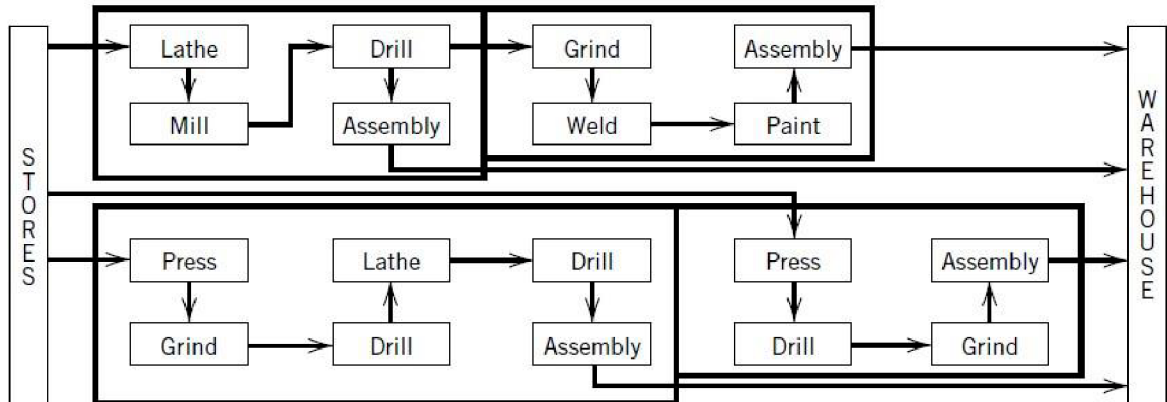 STORES
Lathe
Drill
Grind
Assembly
Mill
Assembly
Weld
Paint
Press
Lathe
Drill
Press
Assembly
Grind
Drill
Assembly
Drill
Grind
WAREHOUSE